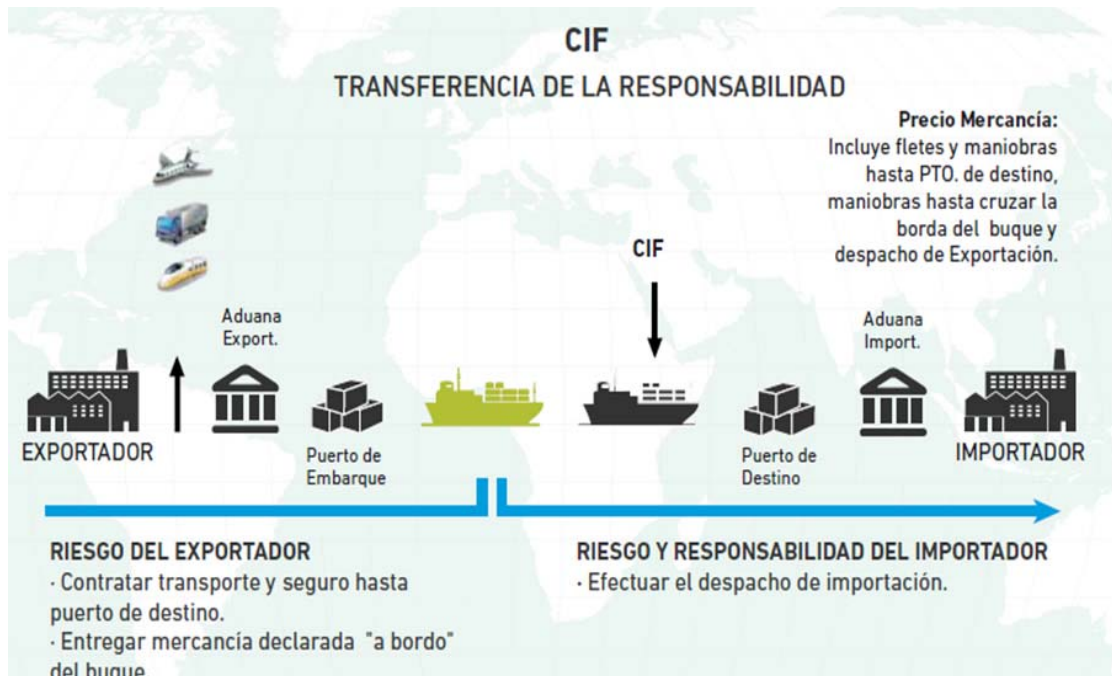 CIF
TRANSFERENCIA DE LA RESPONSABILIDAD
Precio Mercancía:
Incluye fletes y maniobras
hasta PTO. de destino,
maniobras hasta cruzar la
borda del buque y
despacho de Exportación.
CIF
Aduana
Export.
Aduana
Import.
EXPORTADOR
Puerto de
Embarque
Puerto de
Destino
IMPORTADOR
RIESGO DEL EXPORTADOR
· Contratar transporte y seguro hasta
puerto de destino.
· Entregar mercancía declarada "a bordo"
del buque
RIESGO Y RESPONSABILIDAD DEL IMPORTADOR
· Efectuar el despacho de importación.